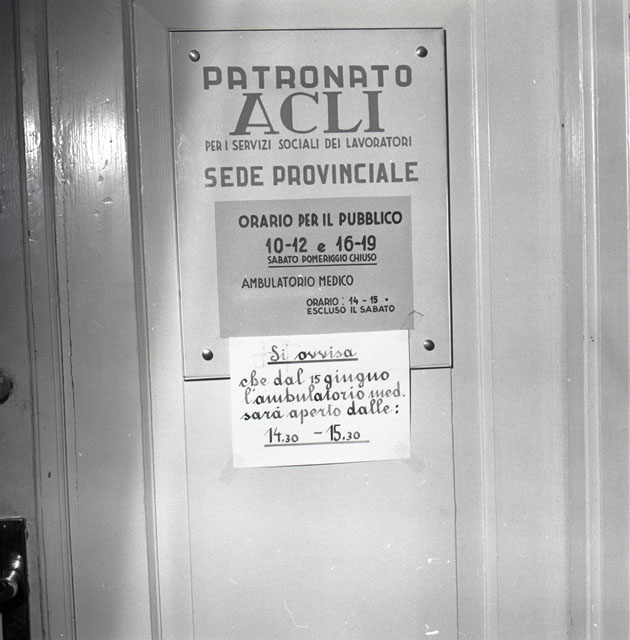 PATRONATO
ACLI
PER I SERVIZI SOCIALI DEI LAVORATORI
SEDE PROVINCIALE
ORARIO PER IL PUBBLICO
10-12 e 16-19
SABATO POMERIGGIO CHIUSO
AMBULATORIO MEDICO
ORARIO: 14 - 15 •
ESCLUSO IL SABATO
Si avvisa
che dal 15 giugno
l'ambulatorio med.
sará aperto dalle:
14.30 - 15.30